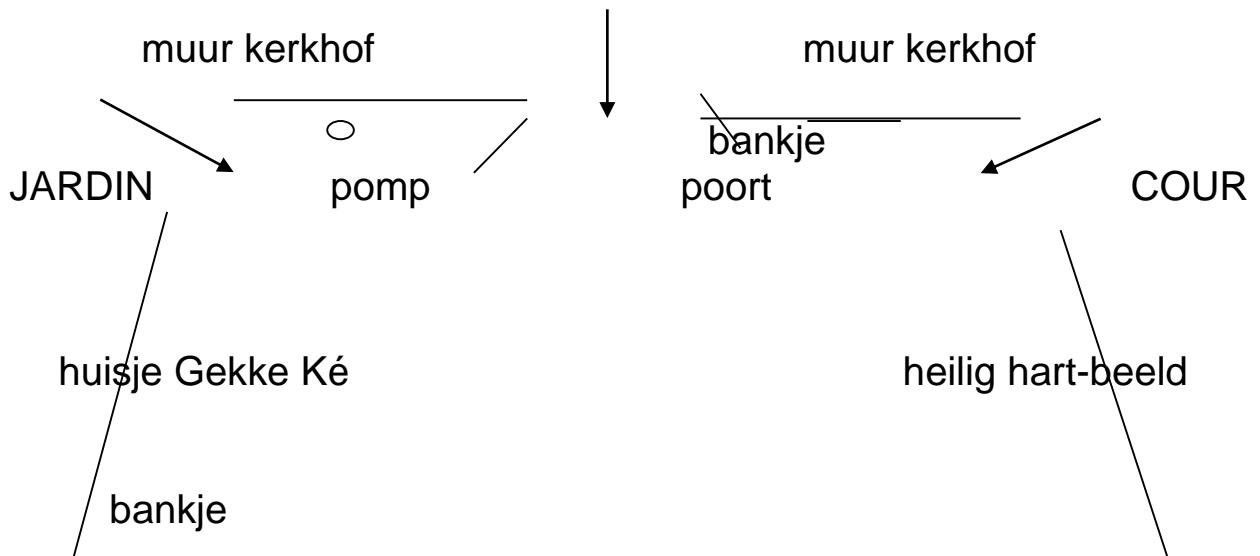 muur kerkhof muur kerkhof
bankje
JARDIN pomp poort COUR
huisje Gekke Ké heilig hart-beeld
bankje